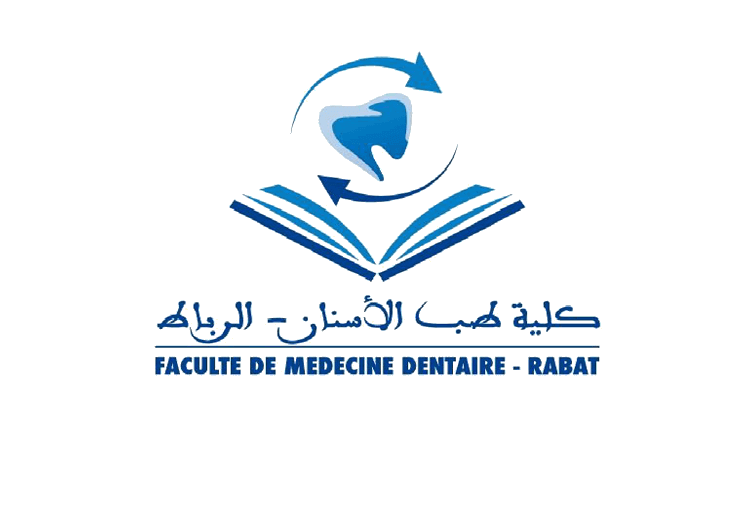 كلية طب الأسنان - الرباط
FACULTE DE MEDECINE DENTAIRE - RABAT